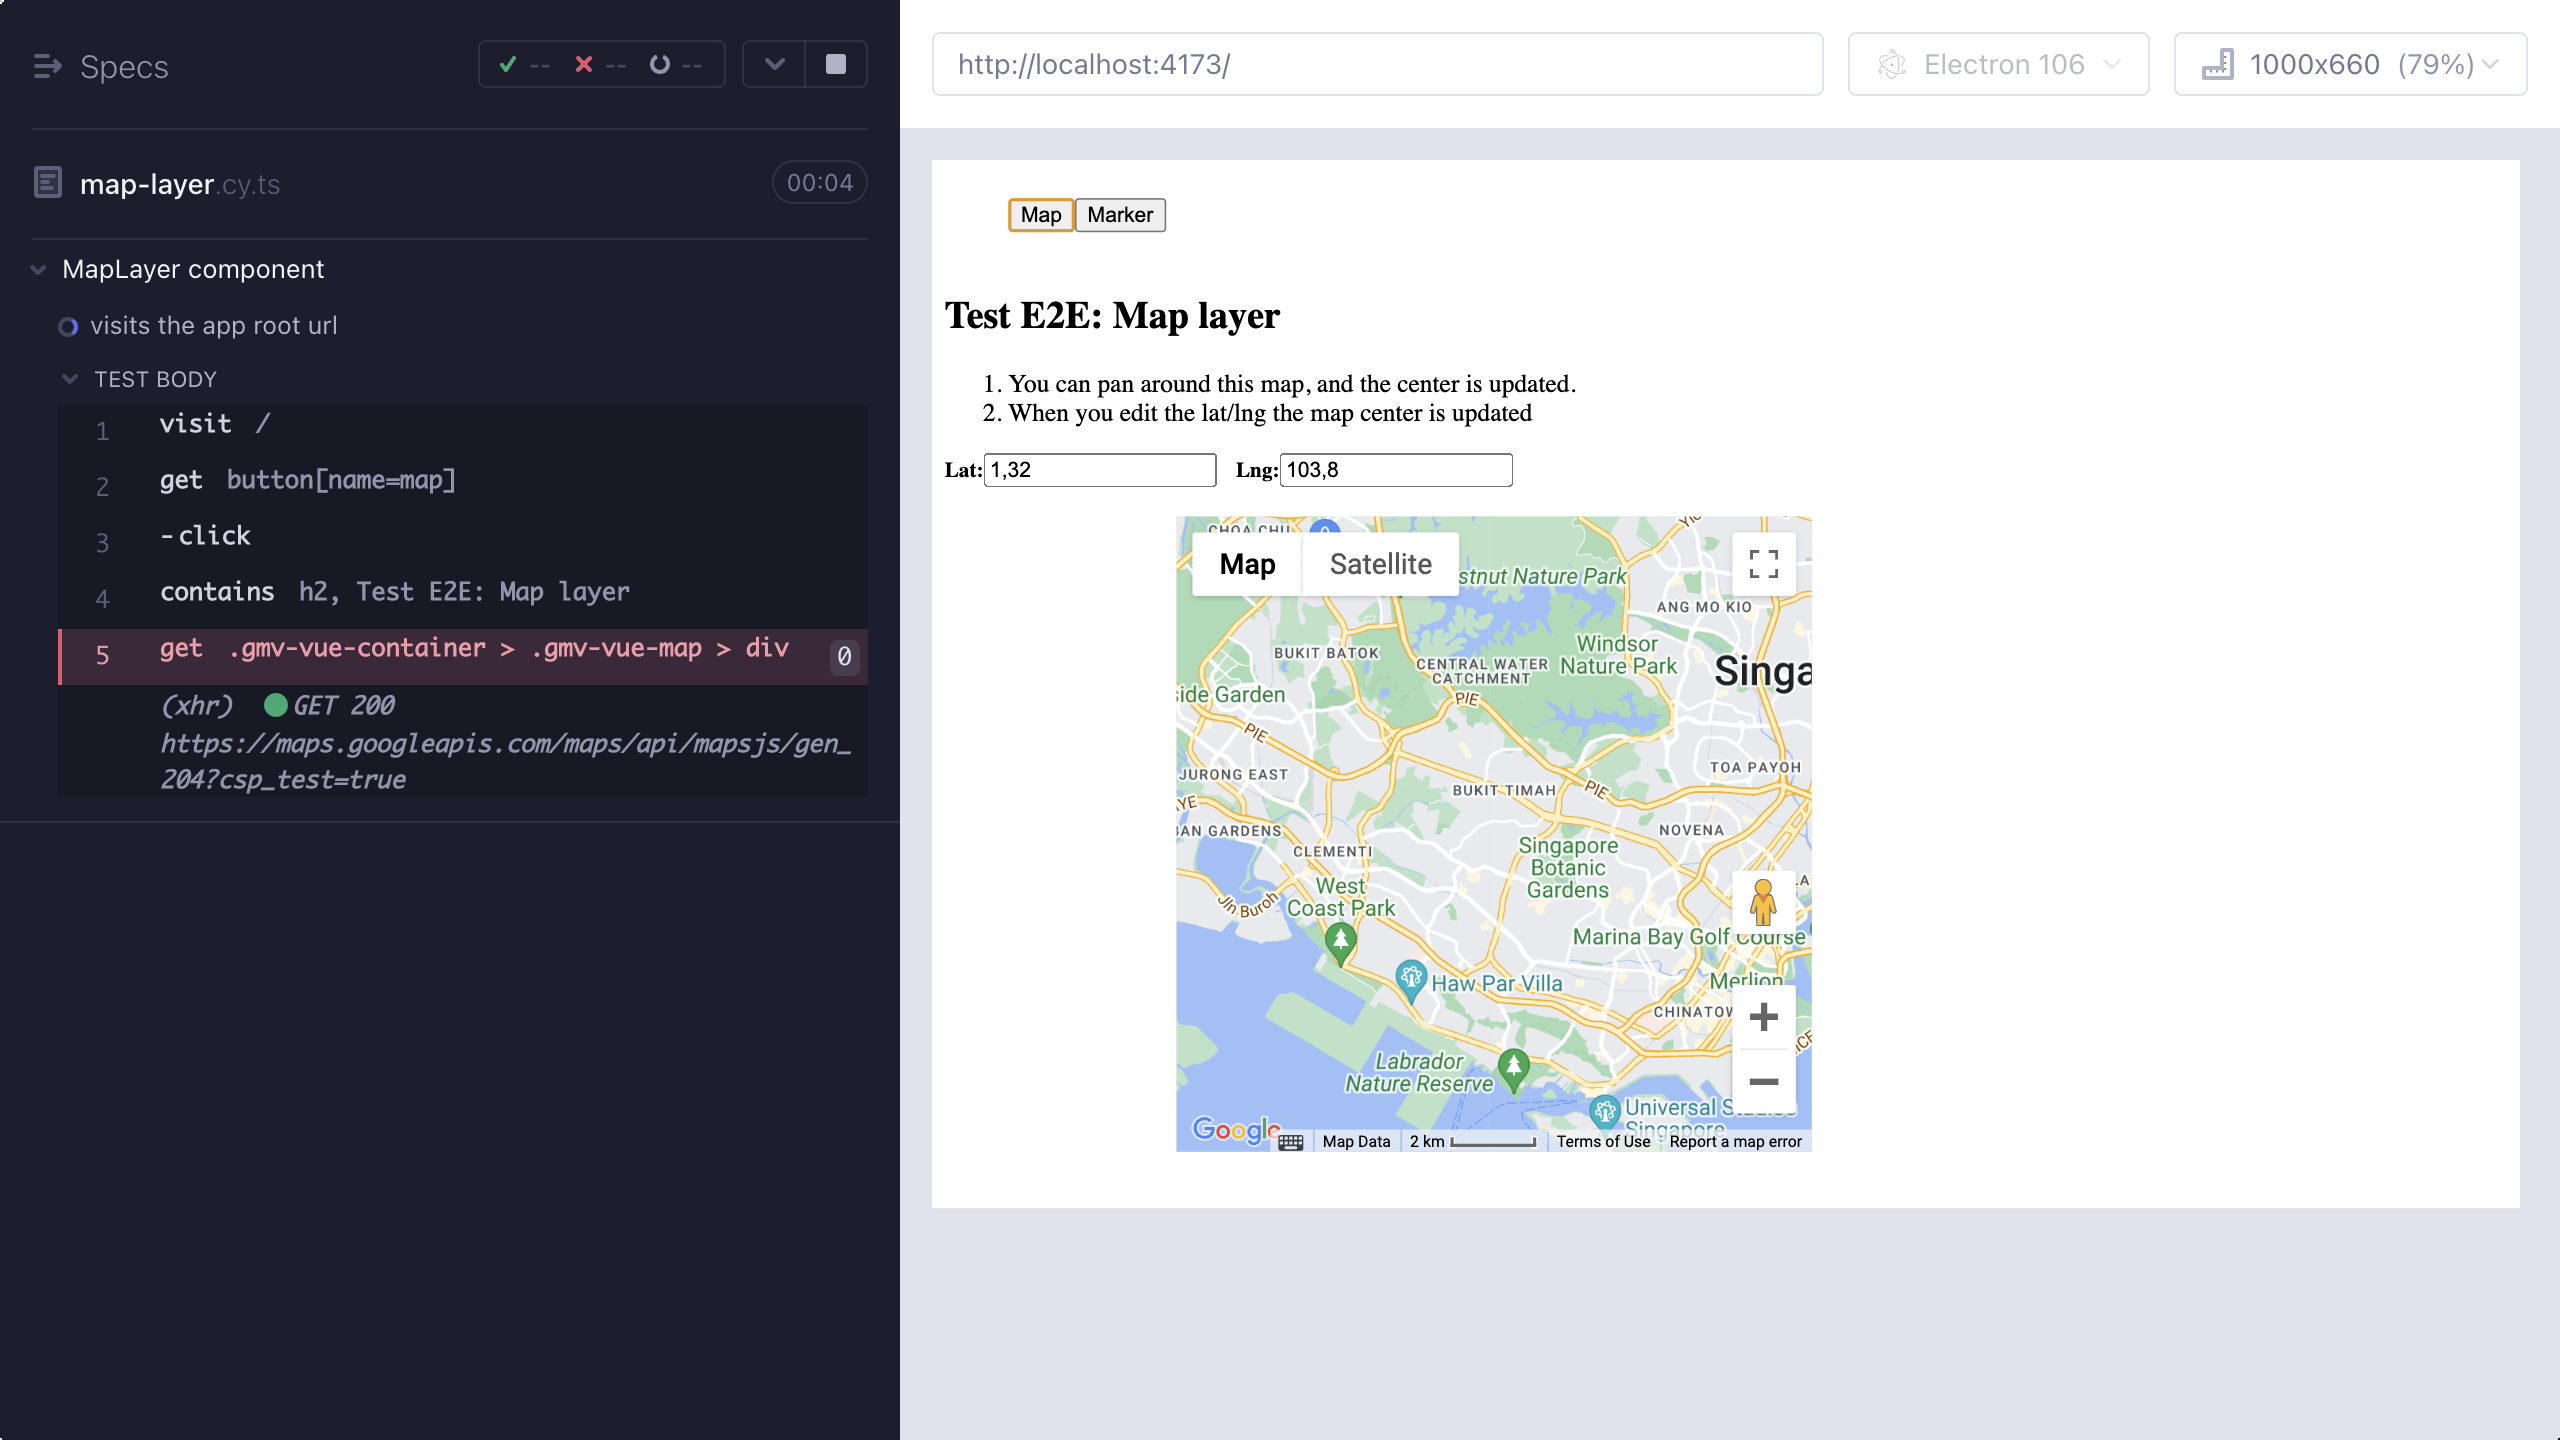 Specs
-- -- --
map-layer.cy.ts
00:04
MapLayer component
visits the app root url
TEST BODY
1 visit /
2 get button[name=map]
3 -click
4 contains h2, Test E2E: Map layer
5 get .gmv-vue-container > .gmv-vue-map > div 0
(xhr) GET 200
https://maps.googleapis.com/maps/api/mapsjs/gen_
204?csp_test=true
http://localhost:4173/
Electron 106
1000x660 (79%)
Map Marker
Test E2E: Map layer
1. You can pan around this map, and the center is updated.
2. When you edit the lat/lng the map center is updated
Lat: 1,32 Lng: 103,8
CHOA CHU
Map Satellite
stnut Nature Park
ANG MO KIO
BUKIT BATOK
Windsor
Nature Park
CENTRAL WATER
CATCHMENT
Singa
side Garden
PIE
PIE
JURONG EAST
TOA PAYOH
BUKIT TIMAH
PIE
AYE
BAN GARDENS
NOVENA
CLEMENTI
Singapore
Botanic
Gardens
West
Coast Park
Jln Buroh
Marina Bay Golf Course
Haw Par Villa
Merlion
CHINATOW
Labrador
Nature Reserve
Universal Studios
Singapore
Google
Map Data
2 km
Terms of Use
Report a map error